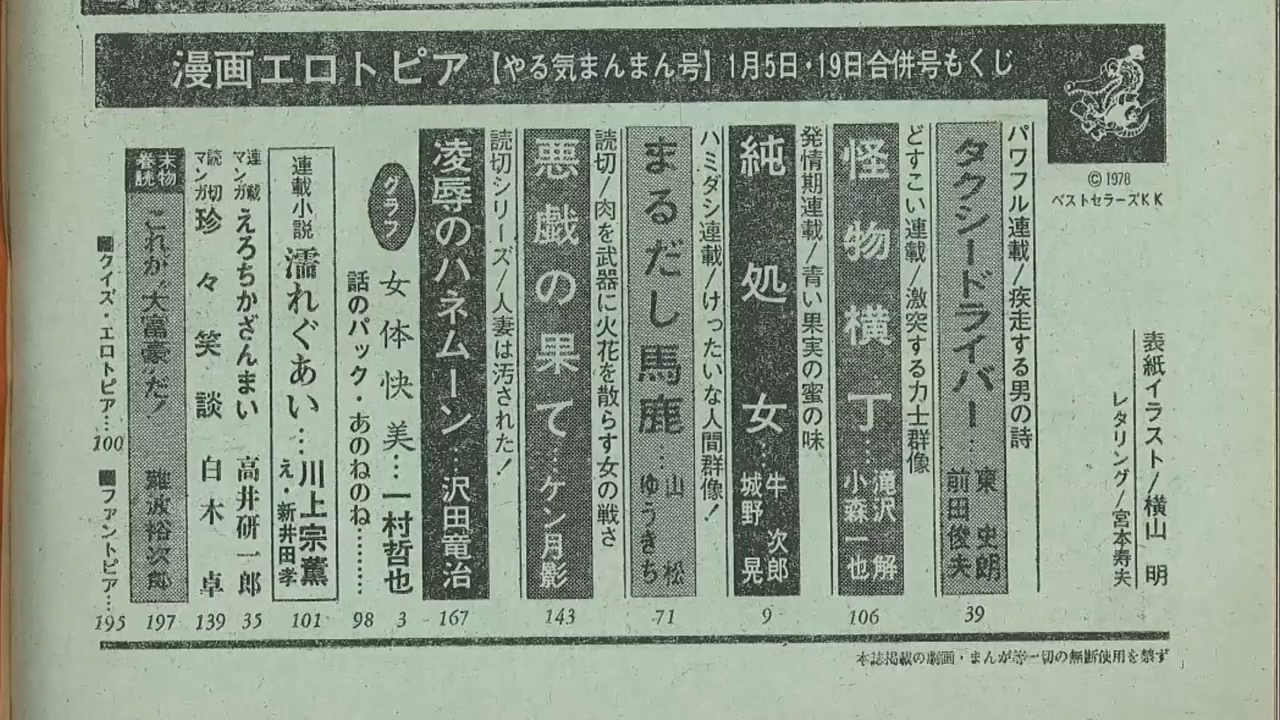 漫画エロトピア【やる気まんまん号】1月5日・19日合併号もくじ
©1978
ベストセラーズKK
表紙イラスト/横山 明
レタリング/宮本寿夫
パワフル連載/疾走する男の詩
タクシードライバー…東 史朗
前田俊夫
39
どすこい連載/激突する力士群像
怪物横丁…滝沢 解
小森一也
106
発情期連載/青い果実の蜜の味
純処女…牛 次郎
城野 晃
9
ハミダシ連載/けったいな人間群像!
まるだし馬鹿…山 松
ゆうきち
71
読切/肉を武器に火花を散らす女の戦さ
悪戯の果て…ケン月影
143
読切シリーズ/人妻は汚された!
凌辱のハネムーン…沢田竜治
167
グラフ
女体快美…一村哲也
3
話のパック・あのねのね………
98
連載小説 濡れぐあい…川上宗薫
え・新井田孝
101
連載マンガ えろちかざんまい 高井研一郎
35
読切マンガ 珍々笑談 白木 卓
139
末物巻読 これが“大富豪”だ! 難波裕次郎
197
■クイズ・エロトピア…100
■ファントピア…195
本誌掲載の劇画・まんが等一切の無断使用を禁ず